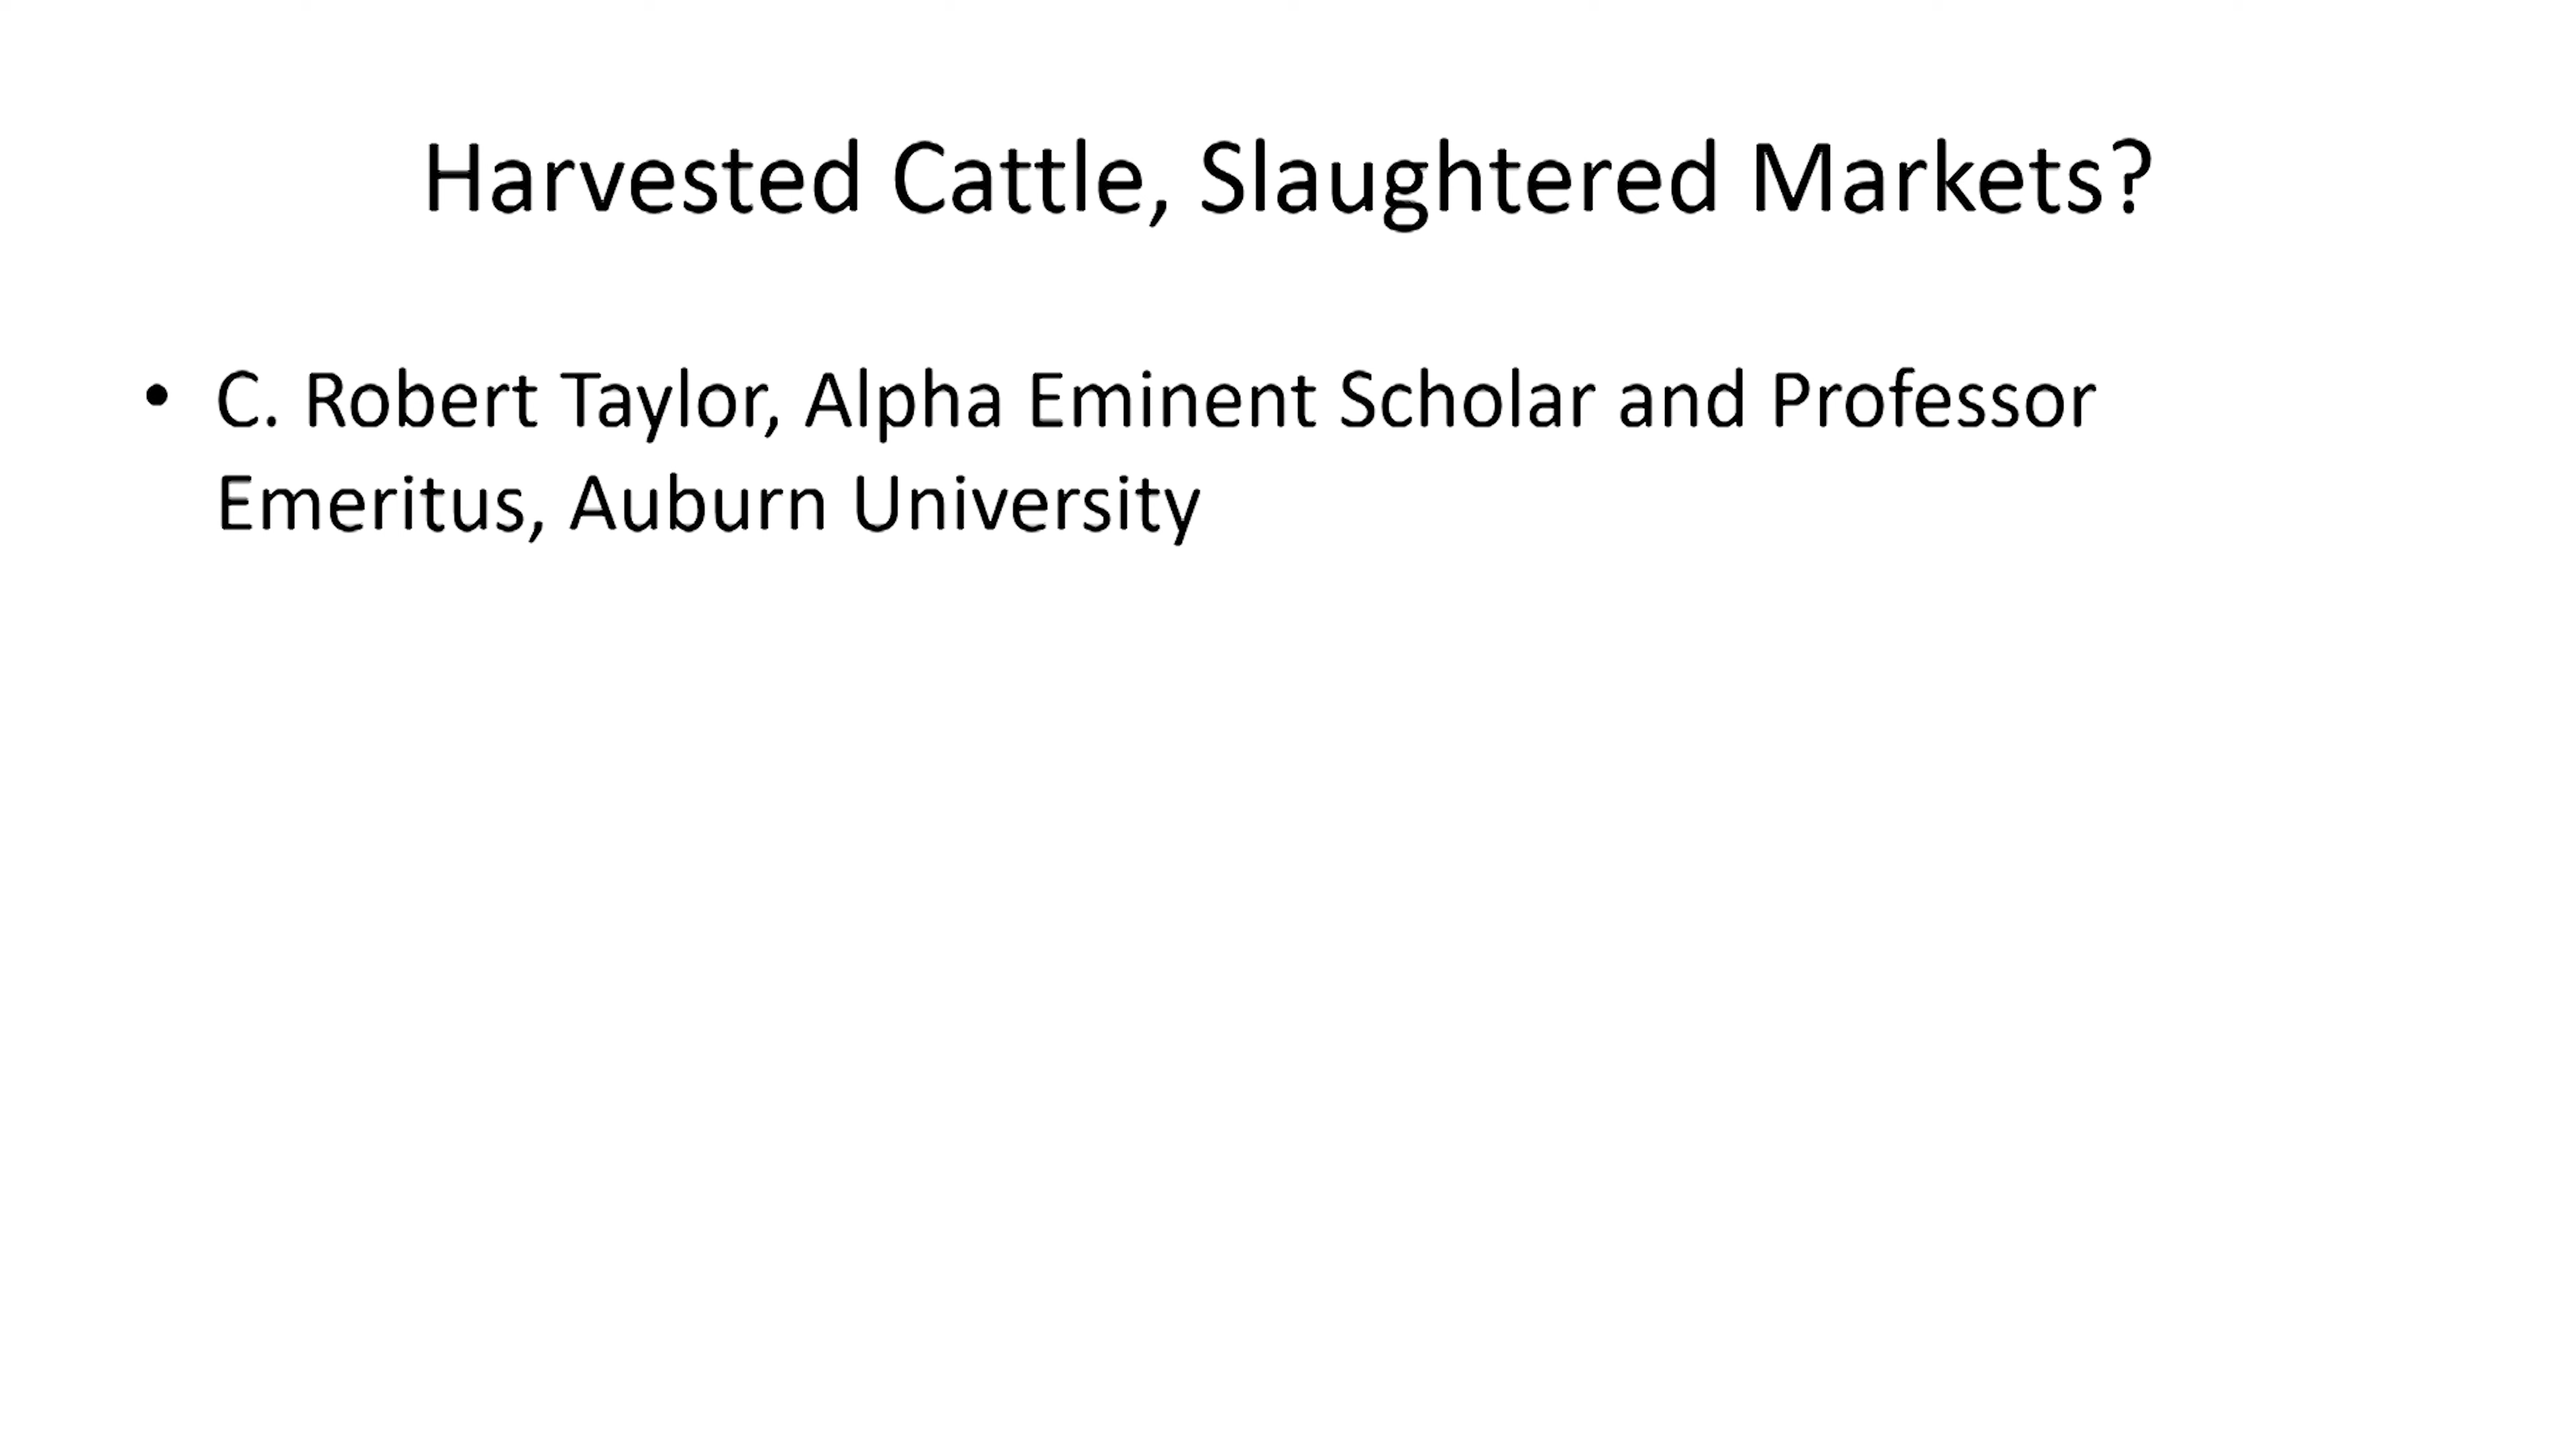 Harvested Cattle, Slaughtered Markets?
• C. Robert Taylor, Alpha Eminent Scholar and Professor
Emeritus, Auburn University